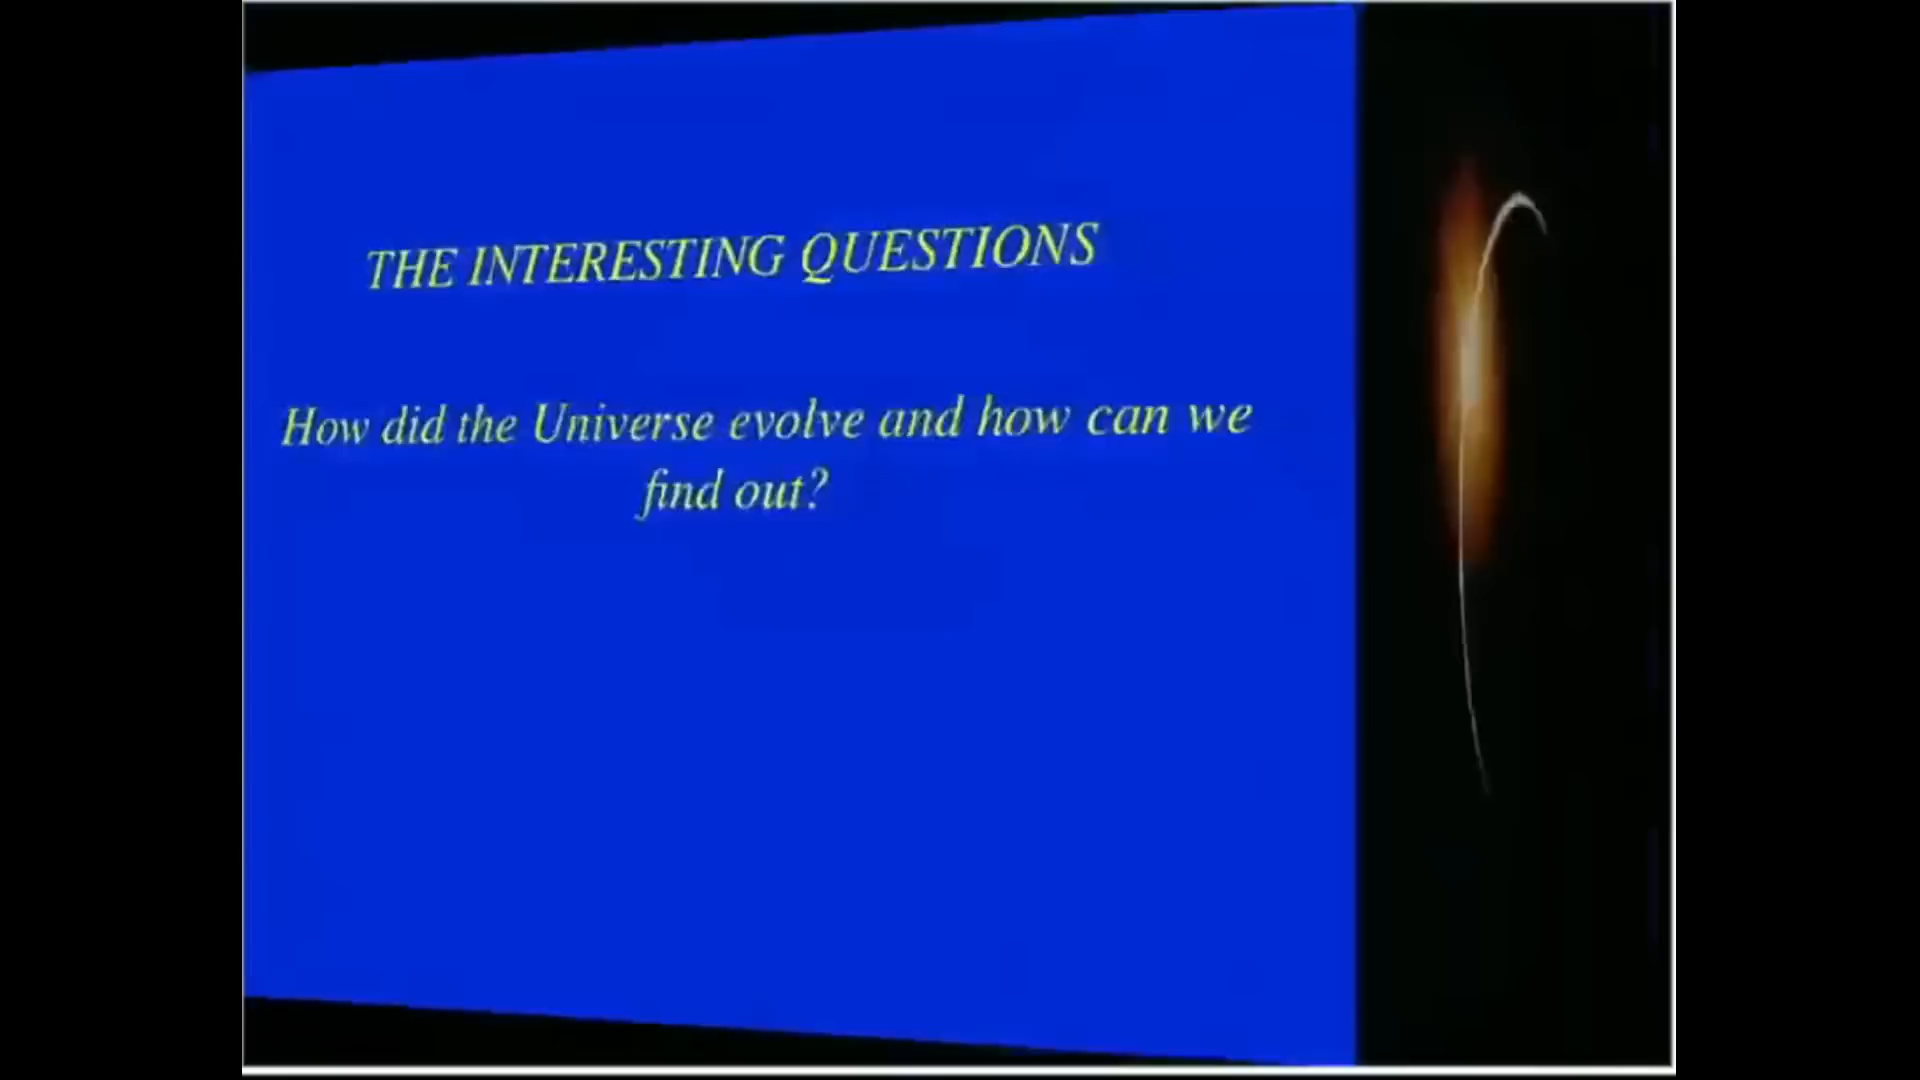 THE INTERESTING QUESTIONS
How did the Universe evolve and how can we
find out?